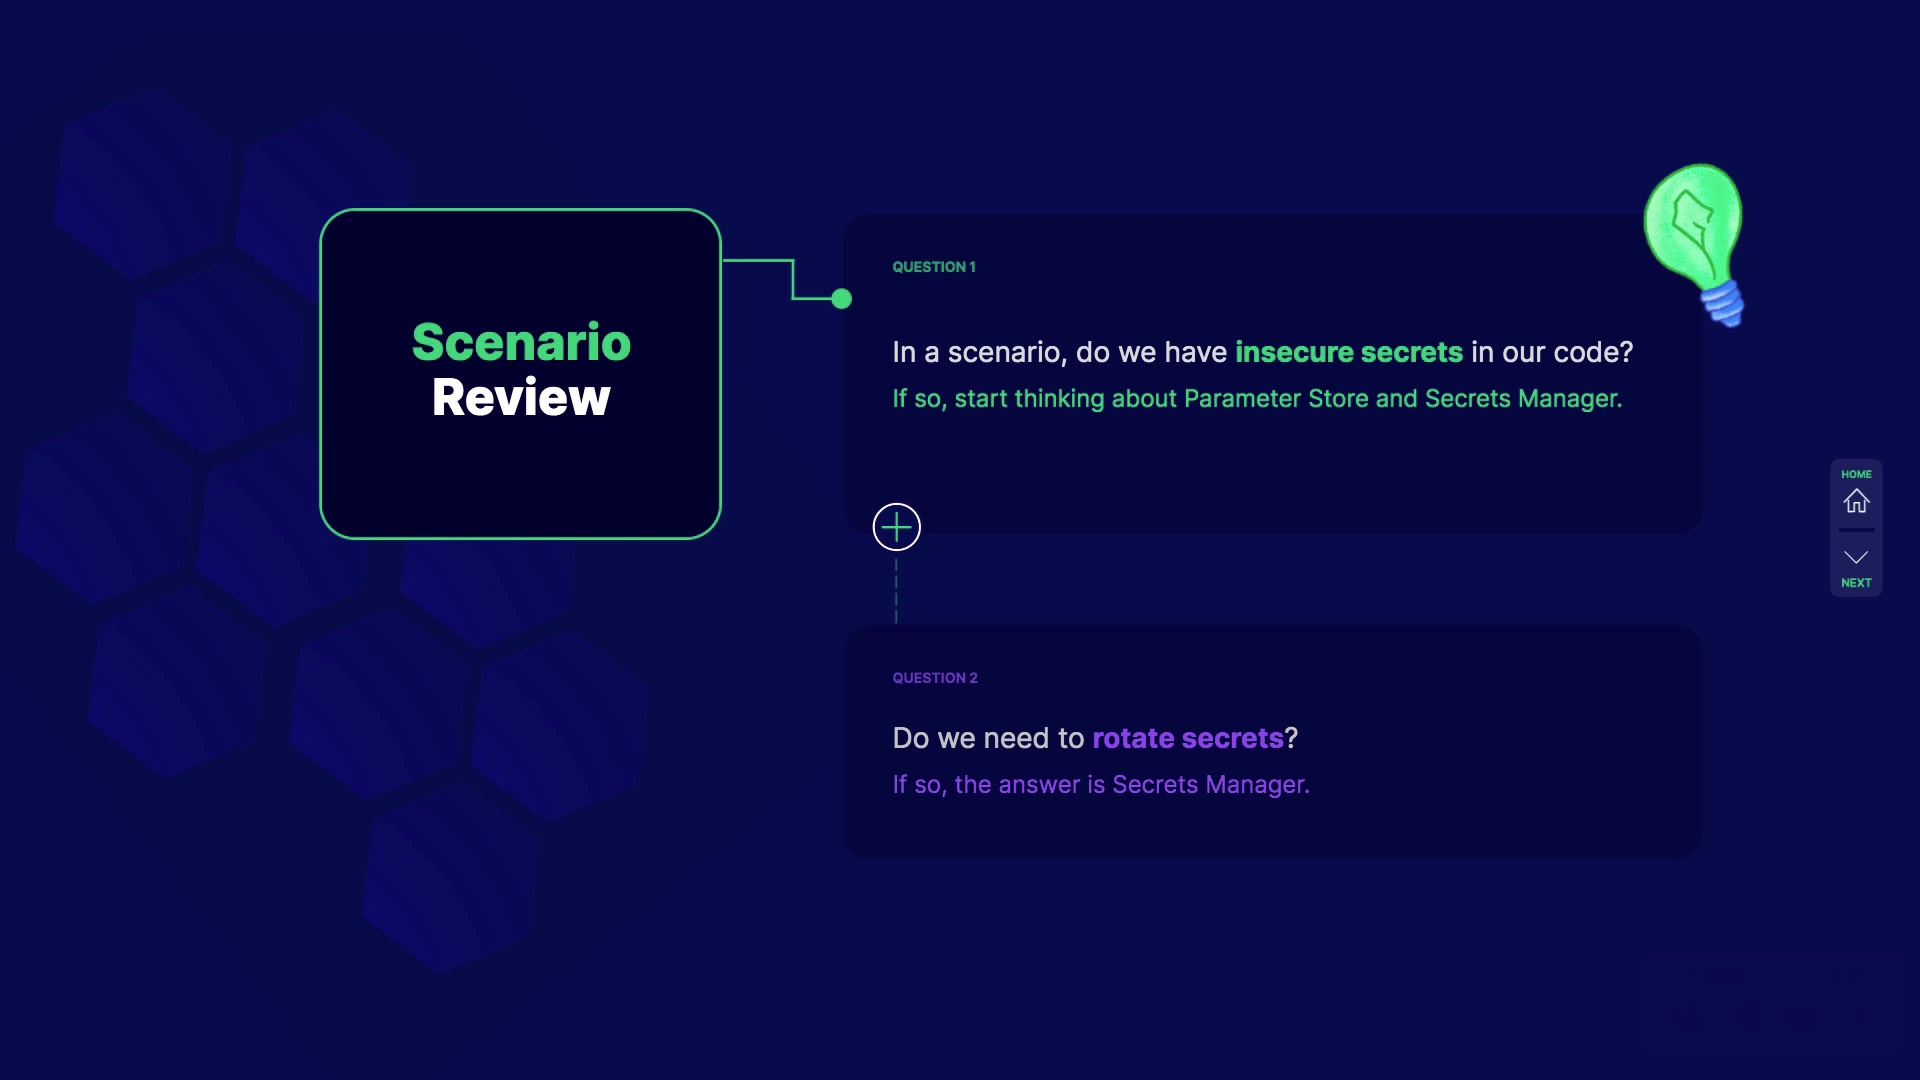 Scenario
Review
QUESTION 1
In a scenario, do we have insecure secrets in our code?
If so, start thinking about Parameter Store and Secrets Manager.
QUESTION 2
Do we need to rotate secrets?
If so, the answer is Secrets Manager.
HOME
NEXT